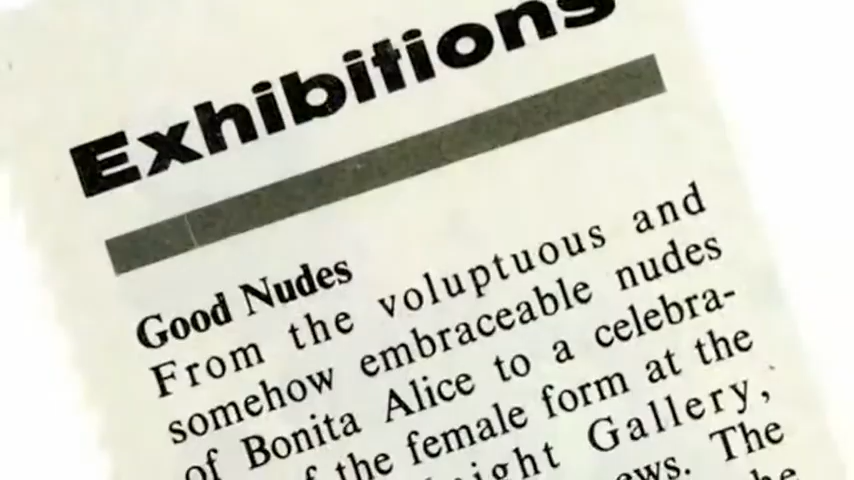 Exhibitions
Good Nudes
From the voluptuous and
somehow embraceable nudes
of Bonita Alice to a celebra-
the female form at the
Gallery,
The